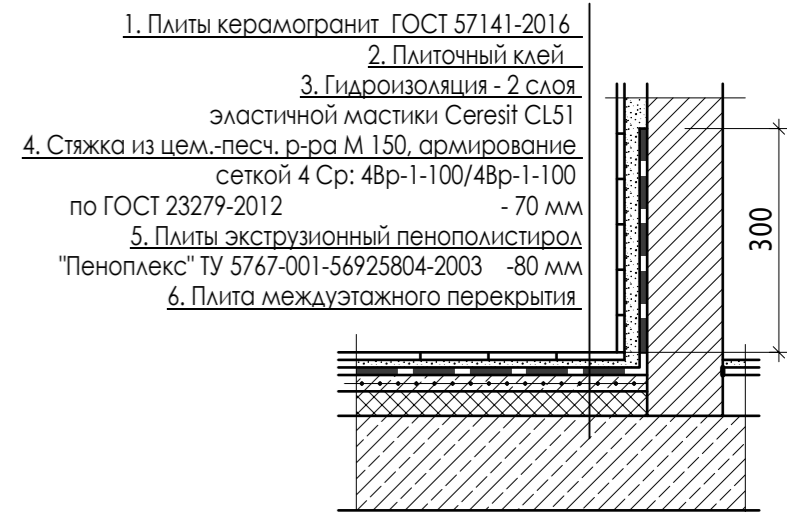 1. Плиты керамогранит ГОСТ 57141-2016
2. Плиточный клей
3. Гидроизоляция - 2 слоя
эластичной мастики Ceresit CL51
4. Стяжка из цем.-песч. р-ра М 150, армирование
сеткой 4 Ср: 4Вр-1-100/4Вр-1-100
по ГОСТ 23279-2012 - 70 мм
5. Плиты экструзионный пенополистирол
"Пеноплекс" ТУ 5767-001-56925804-2003 -80 мм
6. Плита междуэтажного перекрытия
300